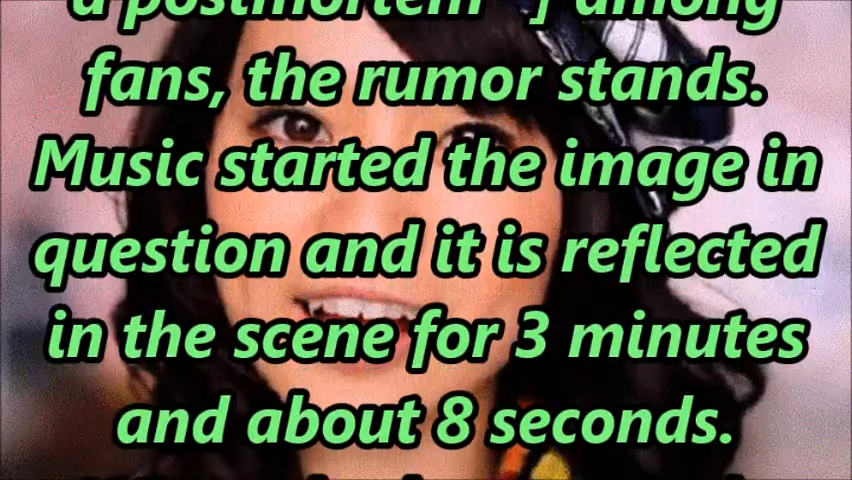 a postmortem " ] among
fans, the rumor stands.
Music started the image in
question and it is reflected
in the scene for 3 minutes
and about 8 seconds.